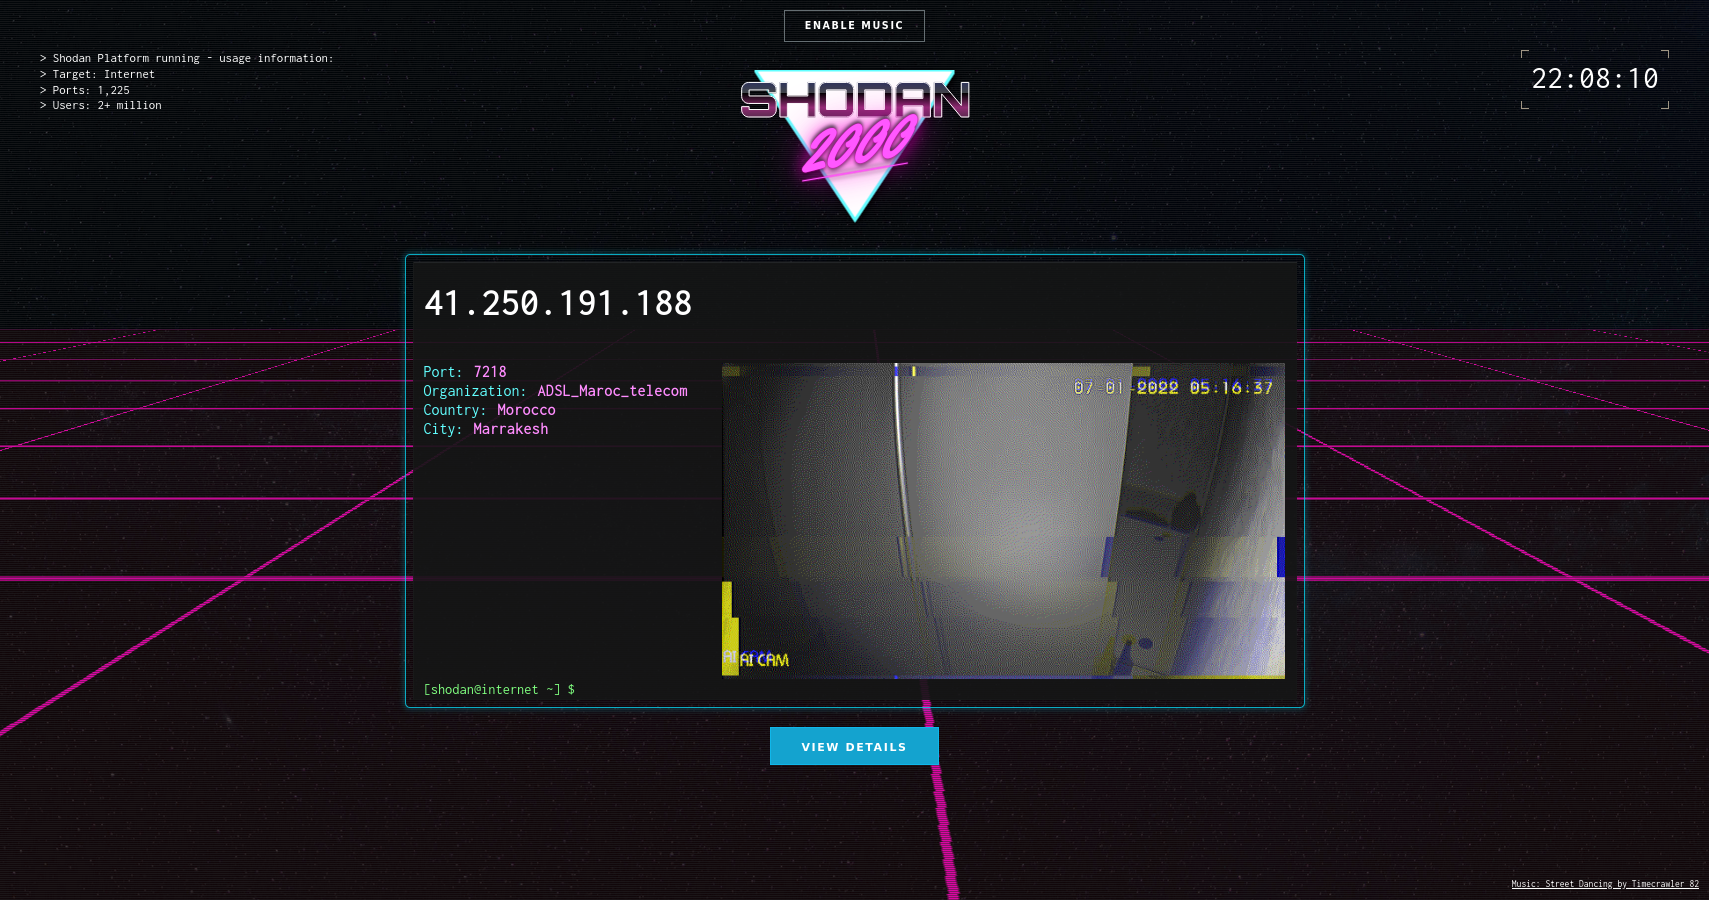 ENABLE MUSIC
> Shodan Platform running - usage information:
> Target: Internet
> Ports: 1,225
> Users: 2+ million
22:08:10
SHODAN
2000
41.250.191.188
Port: 7218
Organization: ADSL_Maroc_telecom
Country: Morocco
City: Marrakesh
07-01-2022 05:16:37
AI CAM
[shodan@internet ~] $
VIEW DETAILS
Music: Street Dancing by Timecrawler 82